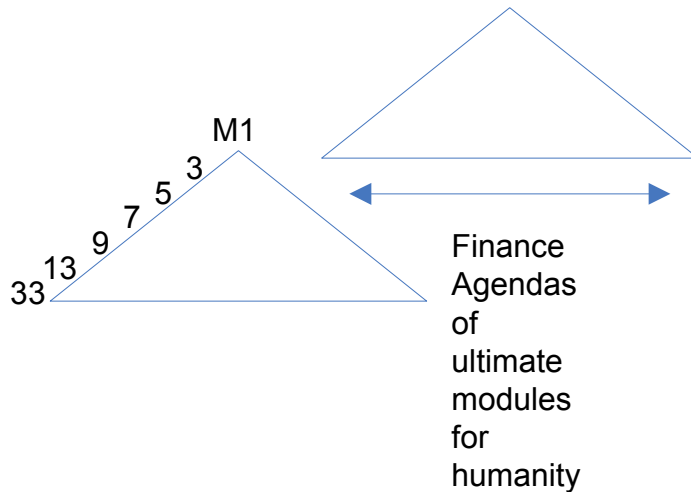 M1
3
5
7
9
13
33
Finance
Agendas
of
ultimate
modules
for
humanity